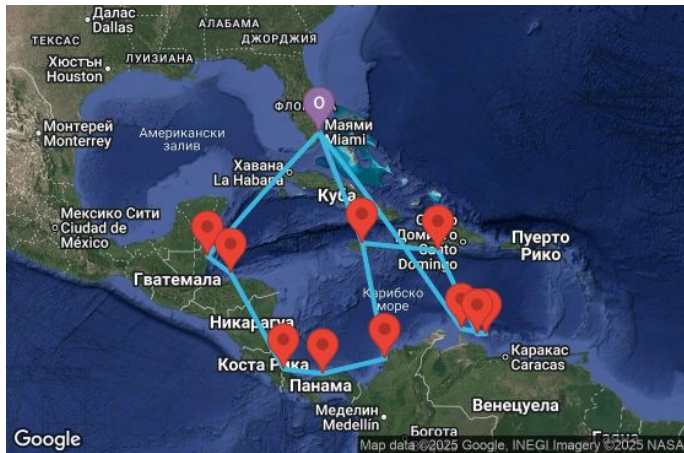 Далас
Dallas
АЛАБАМА
ТЕКСАС
ДЖОРДЖИЯ
ЛУИЗИАНА
Хюстън
Houston
O
Монтерей
Monterrey
Американски
залив
Маями
Miami
Хавана
La Habana
Куба
Мексико Сити
Ciudad de
México
Домин
Santo
Domingo
Пуерто
Рико
Гватемала
Карибско
море
Никарагуа
Коста Рика
Панама
Каракас
Caracas
Венецуела
Меделин
Medellín
Богота
Google
Map data ©2025 Google, INEGI Imagery ©2025 NASA